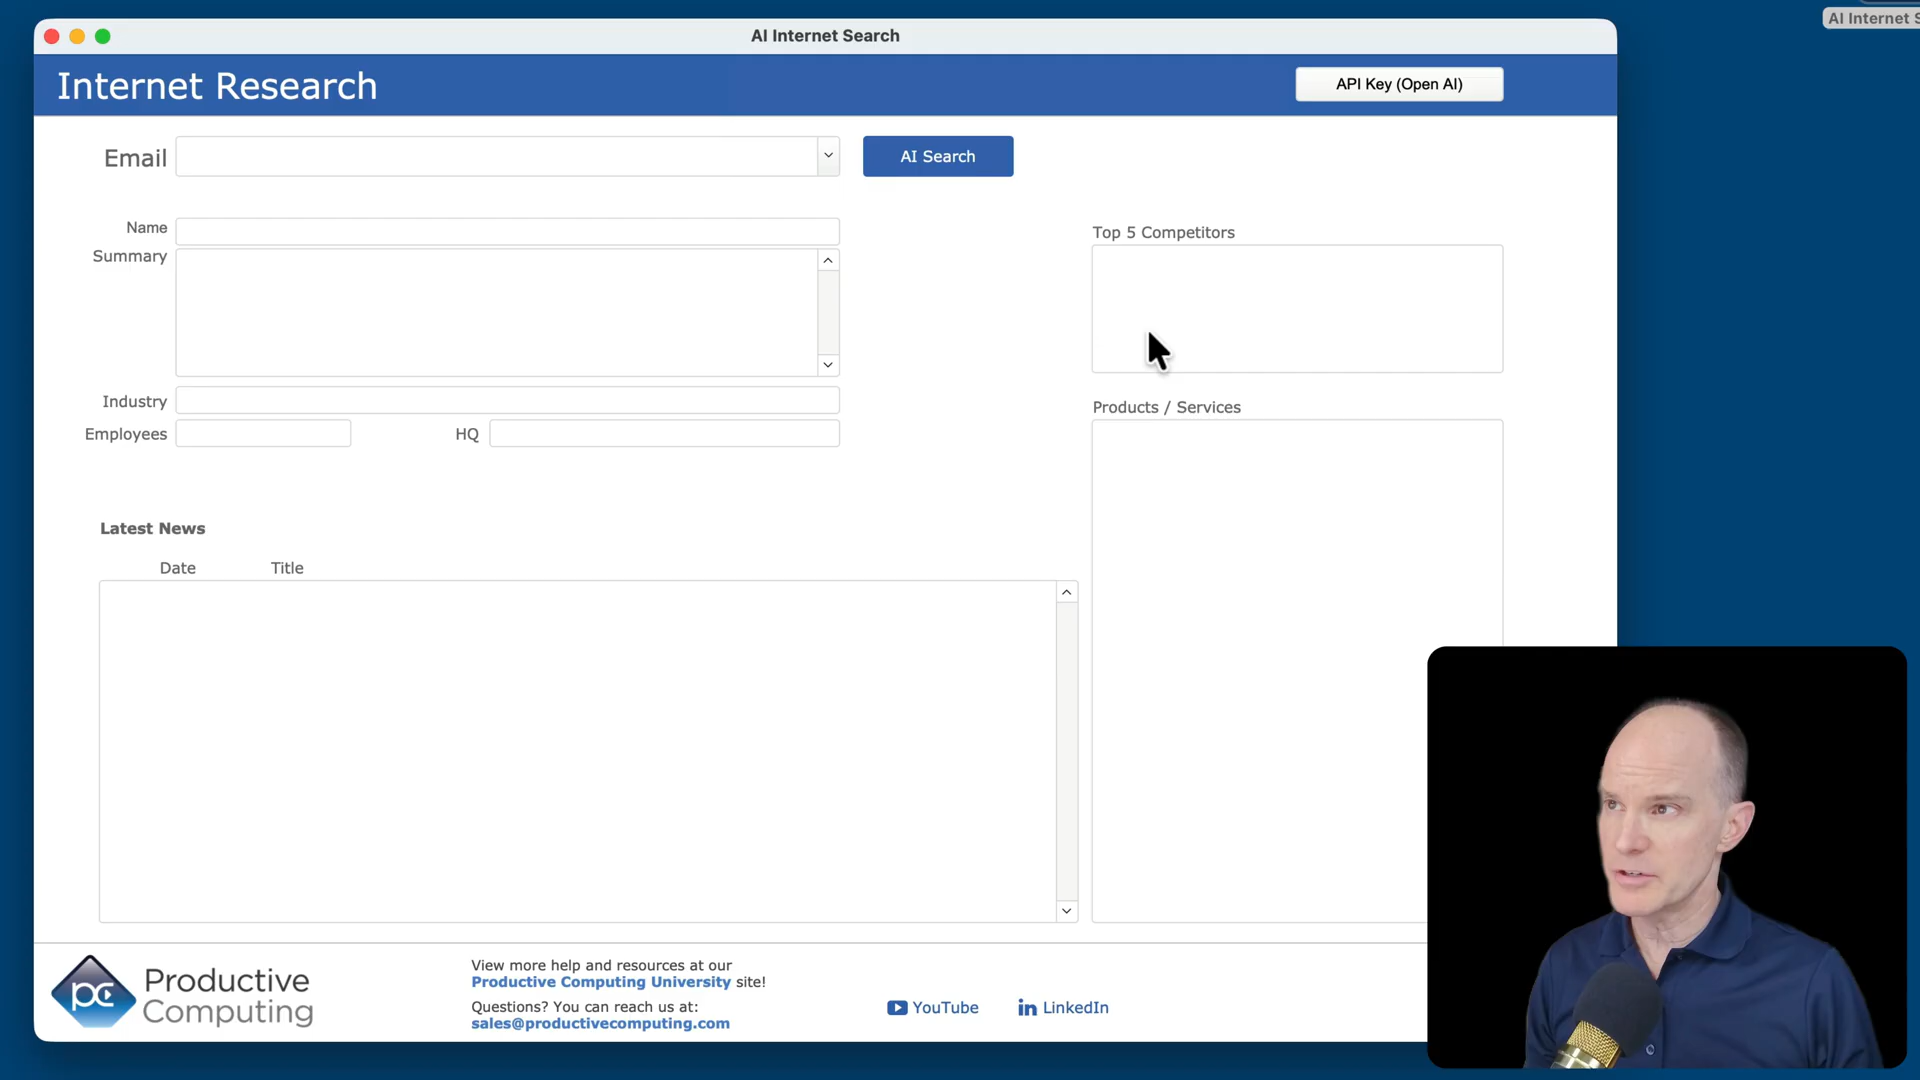 AI Internet Search
AI Internet S
Internet Research
API Key (Open AI)
Email
AI Search
Name
Summary
Top 5 Competitors
Industry
Products / Services
Employees
HQ
Latest News
Date
Title
pc
Productive
Computing
View more help and resources at our
Productive Computing University site!
Questions? You can reach us at:
sales@productivecomputing.com
YouTube
in LinkedIn